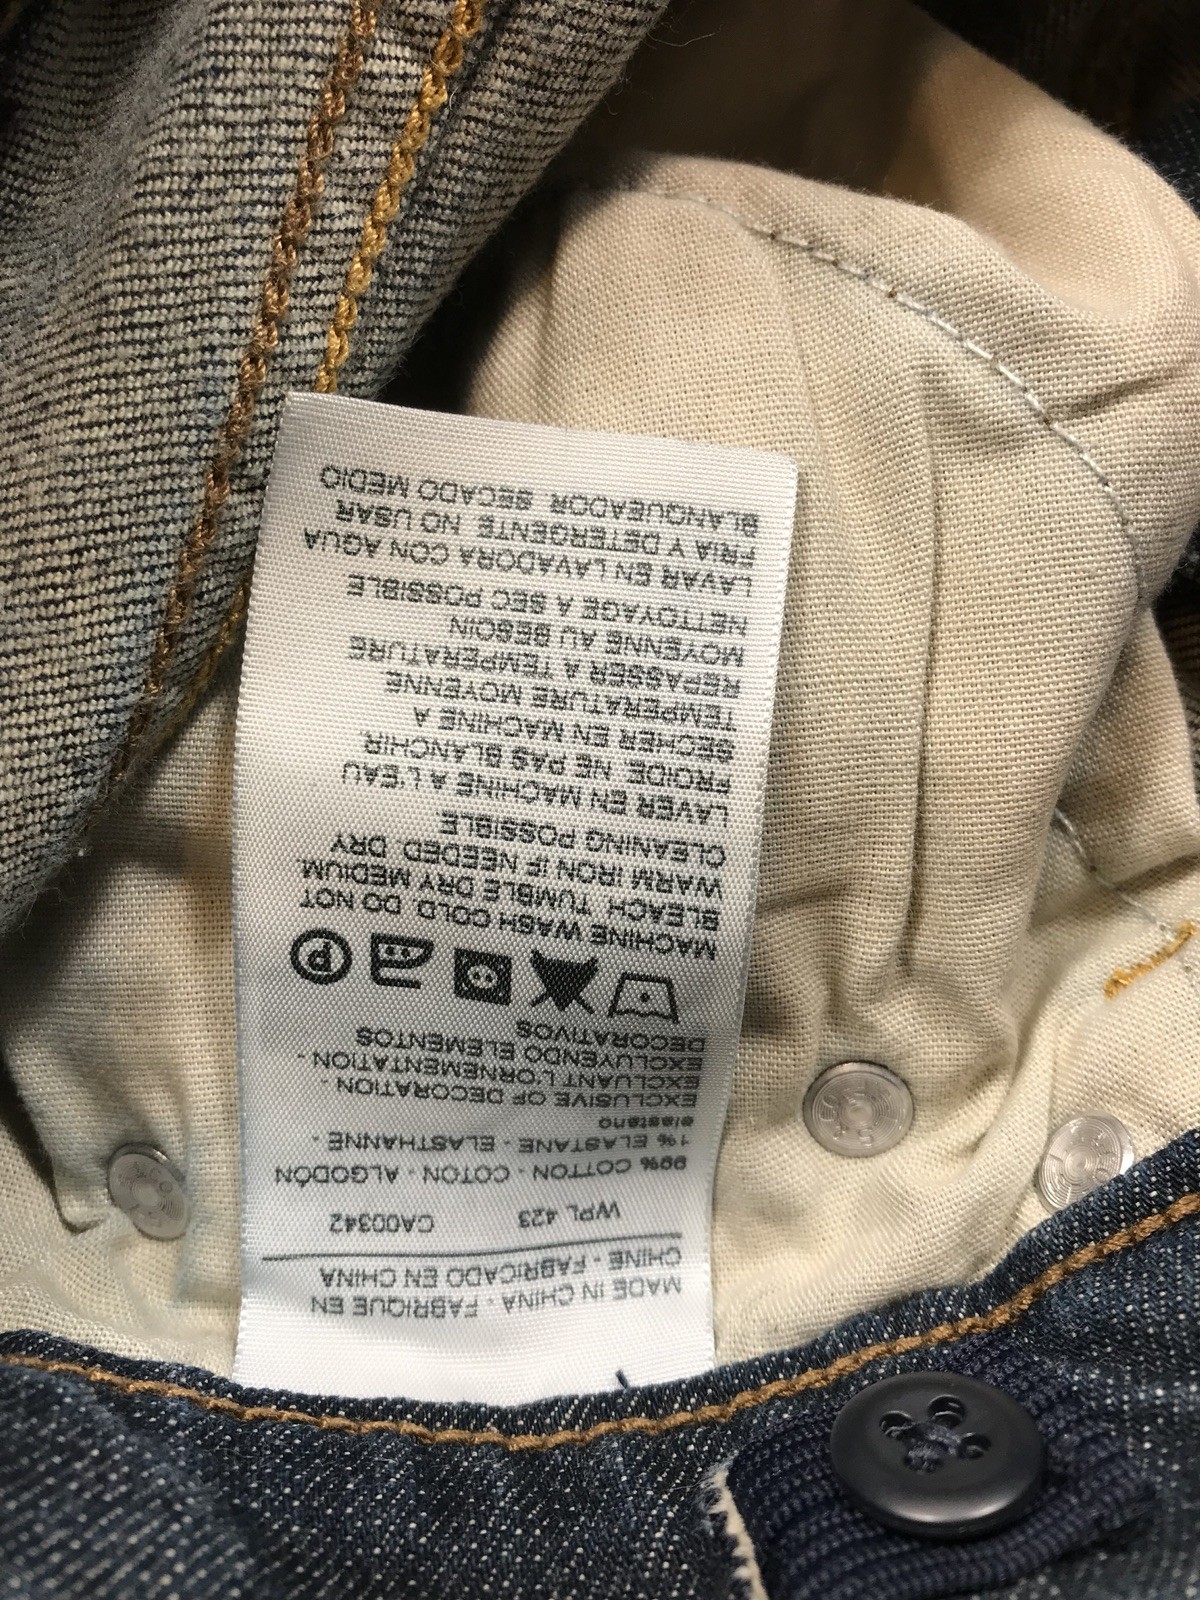 MADE IN CHINA - FABRIQUE EN
CHINE - FABRICADO EN CHINA
WPL 423 CA00342
99% COTTON - COTON - ALGODÓN
1% ELASTANE - ELASTHANNE -
elastano
EXCLUSIVE OF DECORATION -
EXCLUANT L'ORNEMENTATION -
EXCLUYENDO ELEMENTOS
DECORATIVOS
P
MACHINE WASH COLD DO NOT
BLEACH TUMBLE DRY MEDIUM
WARM IRON IF NEEDED DRY
CLEANING POSSIBLE
LAVER EN MACHINE A L'EAU
FROIDE NE PAS BLANCHIR
SECHER EN MACHINE A
TEMPERATURE MOYENNE
REPASSER A TEMPERATURE
MOYENNE AU BESOIN
NETTOYAGE A SEC POSSIBLE
LAVAR EN LAVADORA CON AGUA
FRIA Y DETERGENTE NO USAR
BLANQUEADOR SECADO MEDIO